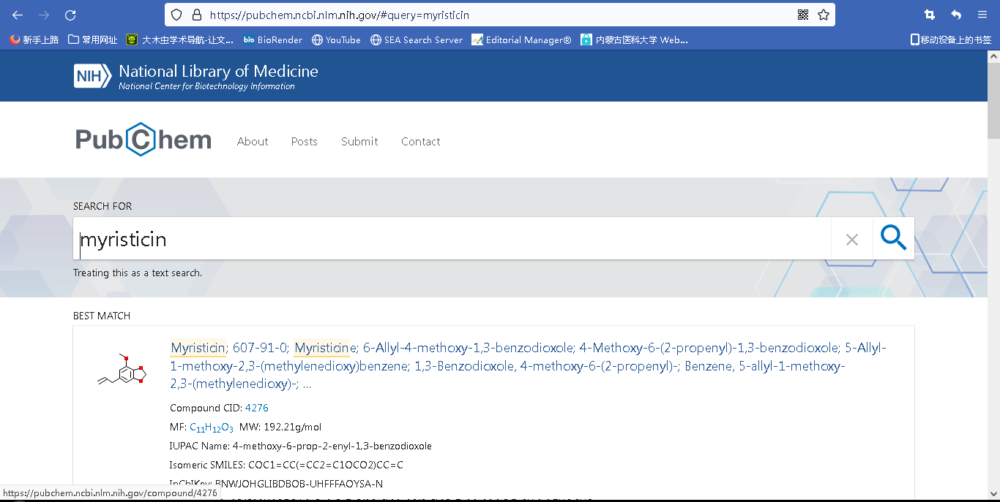 https://pubchem.ncbi.nlm.nih.gov/#query=myristicin
新手上路 常用网址 大木虫学术导航-让文... bio BioRender YouTube SEA Search Server Editorial Manager® 内蒙古医科大学 Web... 移动设备上的书签
NIH National Library of Medicine
National Center for Biotechnology Information
PubChem About Posts Submit Contact
SEARCH FOR
myristicin
Treating this as a text search.
BEST MATCH
Myristicin; 607-91-0; Myristicine; 6-Allyl-4-methoxy-1,3-benzodioxole; 4-Methoxy-6-(2-propenyl)-1,3-benzodioxole; 5-Allyl-
1-methoxy-2,3-(methylenedioxy)benzene; 1,3-Benzodioxole, 4-methoxy-6-(2-propenyl)-; Benzene, 5-allyl-1-methoxy-
2,3-(methylenedioxy)-; ...
Compound CID: 4276
MF: C₁₁H₁₂O₃ MW: 192.21g/mol
IUPAC Name: 4-methoxy-6-prop-2-enyl-1,3-benzodioxole
Isomeric SMILES: COC1=CC(=CC2=C1OCO2)CC=C
InChIKey: BNWJOHGLIBDBOB-UHFFFAOYSA-N
https://pubchem.ncbi.nlm.nih.gov/compound/4276